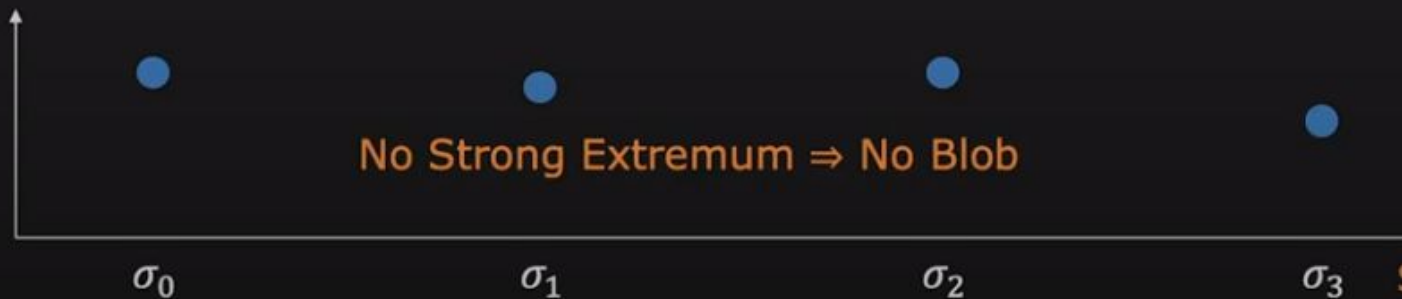 No Strong Extremum ⇒ No Blob
σ₀ σ₁ σ₂ σ₃